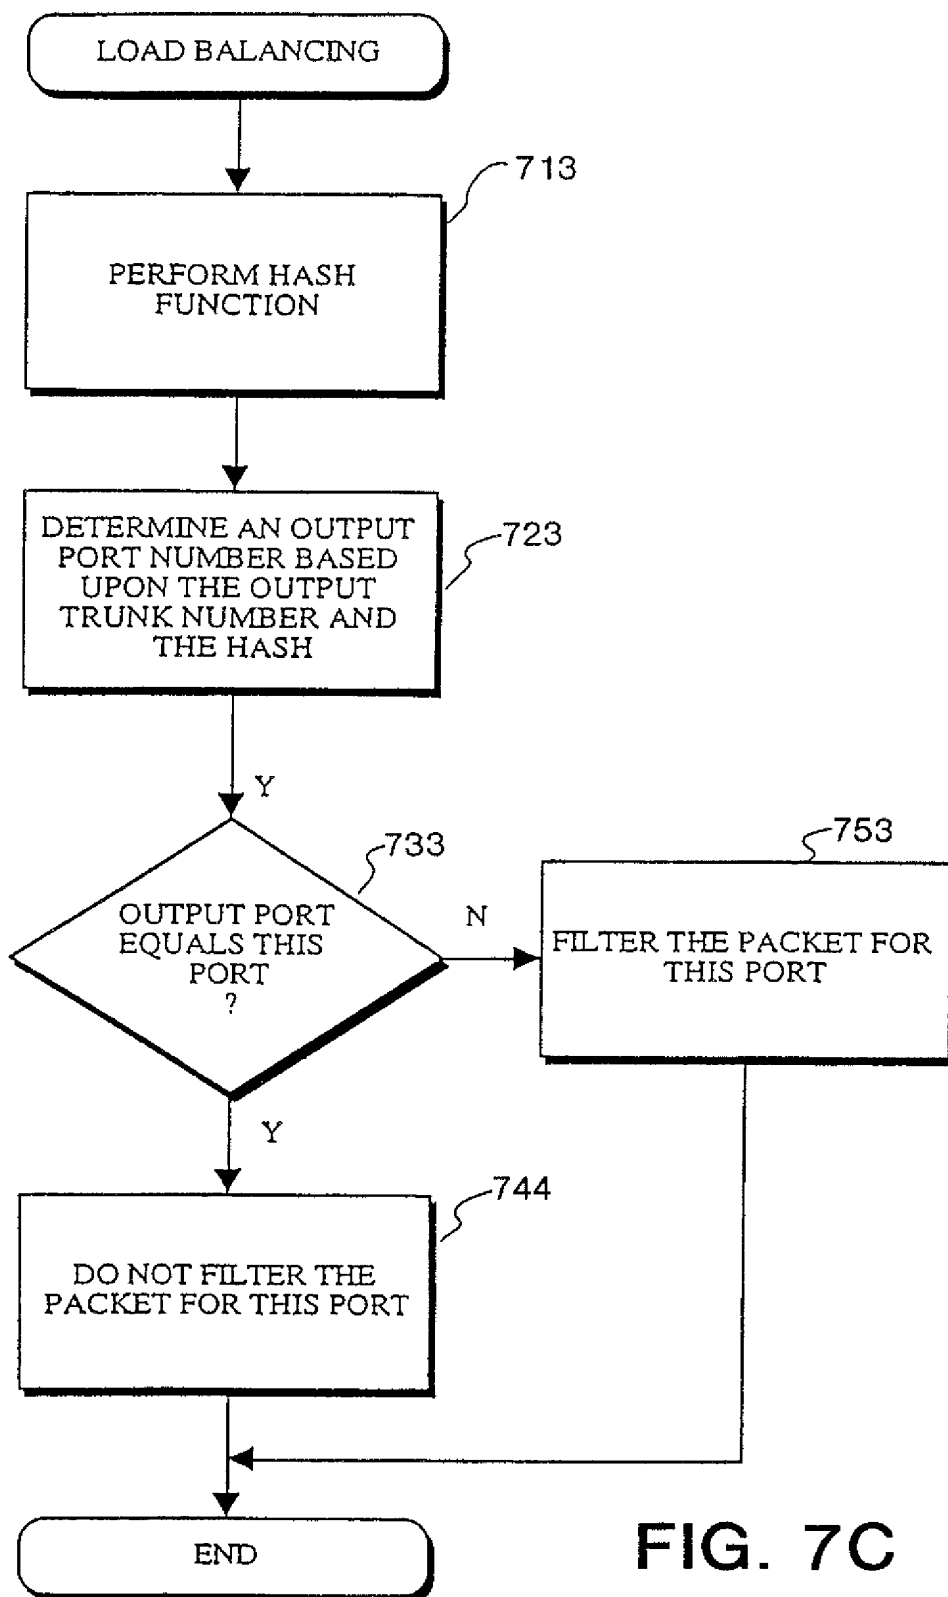 LOAD BALANCING
713
PERFORM HASH
FUNCTION
DETERMINE AN OUTPUT
PORT NUMBER BASED
UPON THE OUTPUT
TRUNK NUMBER AND
THE HASH
723
Y
733
753
OUTPUT PORT
EQUALS THIS
PORT
?
N
FILTER THE PACKET FOR
THIS PORT
Y
744
DO NOT FILTER THE
PACKET FOR THIS PORT
END
FIG. 7C